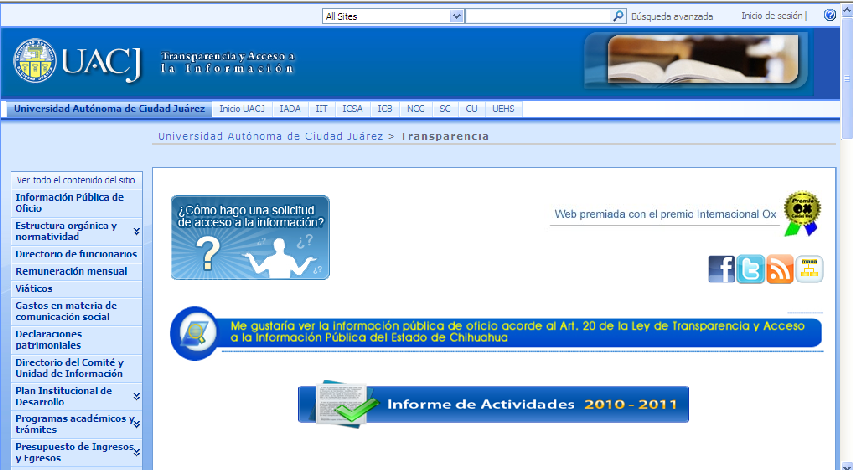 All Sites
Búsqueda avanzada
Inicio de sesión |
UACJ
Transparencia y Acceso a
la Información
Universidad Autónoma de Ciudad Juárez
Inicio UACJ
IADA
IIT
ICSA
ICB
NCG
SC
CU
UEHS
Universidad Autónoma de Ciudad Juárez > Transparencia
Ver todo el contenido del sitio
Información Pública de
Oficio
Estructura orgánica y
normatividad
Directorio de funcionarios
Remuneración mensual
Viáticos
Gastos en materia de
comunicación social
Declaraciones
patrimoniales
Directorio del Comité y
Unidad de Información
Plan Institucional de
Desarrollo
Programas académicos y
trámites
Presupuesto de Ingresos
y Egresos
¿Cómo hago una solicitud
de acceso a la información?
Web premiada con el premio Internacional Ox
Premio
OX
Me gustaría ver la información pública de oficio acorde al Art. 20 de la Ley de Transparencia y Acceso
a la Información Pública del Estado de Chihuahua
Informe de Actividades 2010 - 2011